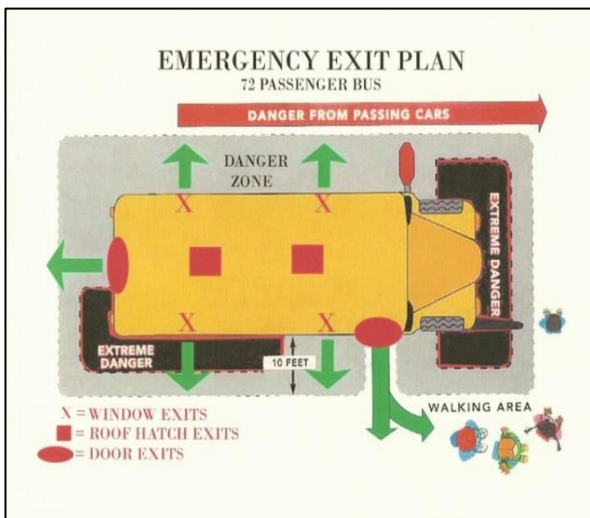 EMERGENCY EXIT PLAN
72 PASSENGER BUS
DANGER FROM PASSING CARS
DANGER
ZONE
X
X
EXTREME DANGER
X
X
EXTREME
DANGER
10 FEET
WALKING AREA
X = WINDOW EXITS
= ROOF HATCH EXITS
= DOOR EXITS